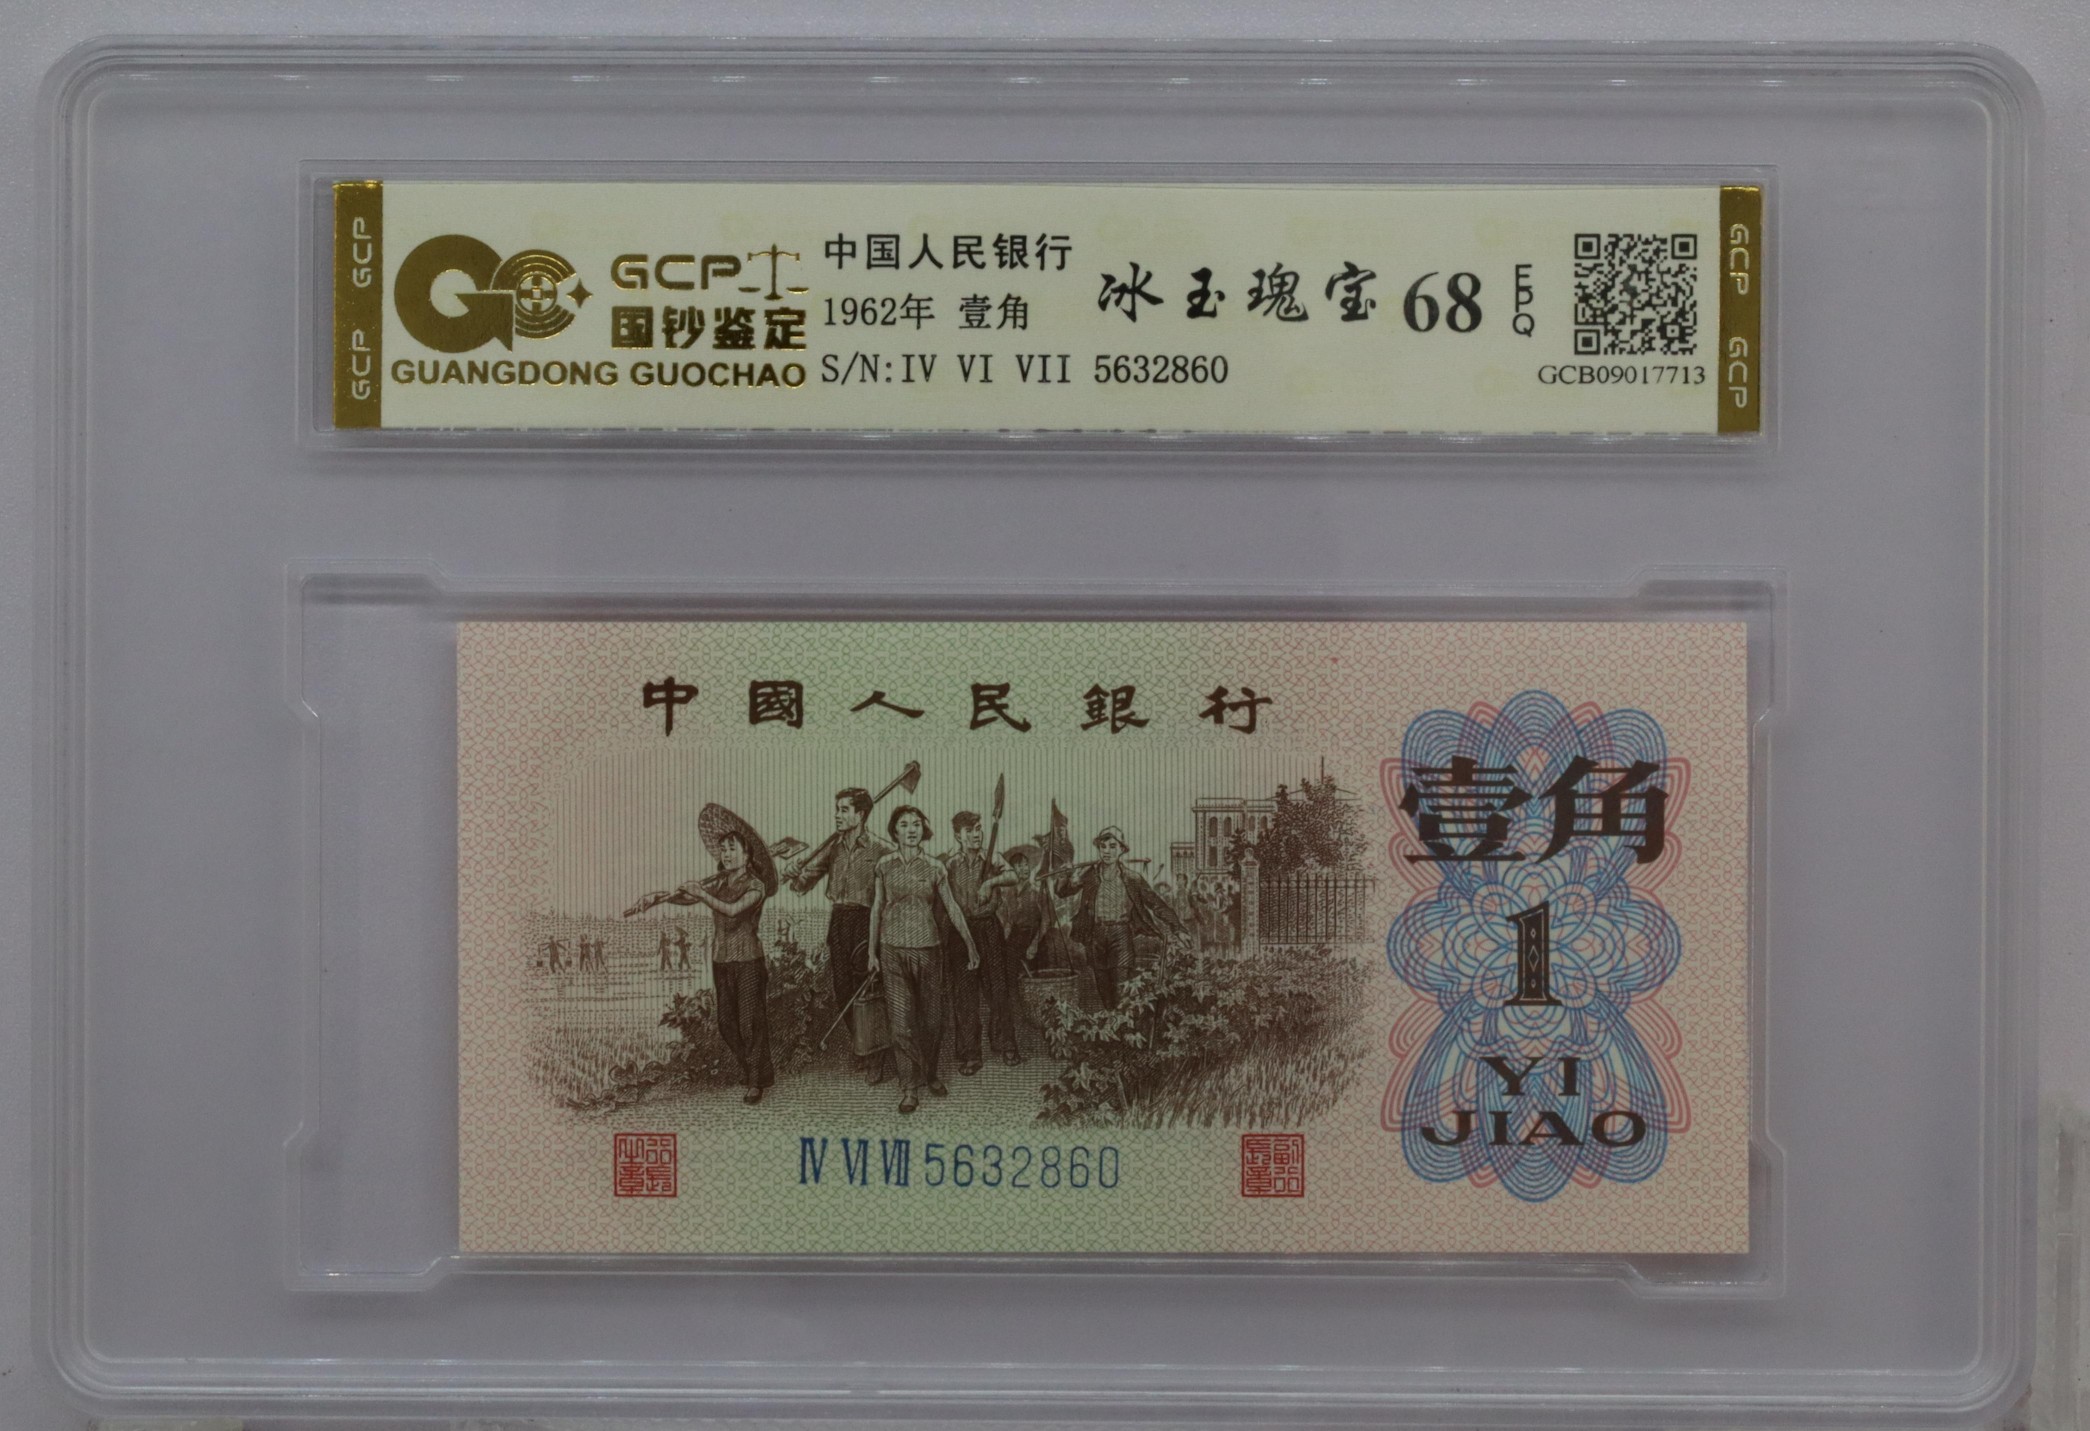 GCP GCP
GCP
国钞鉴定
GUANGDONG GUOCHAO
中国人民银行
1962年 壹角
S/N:IV VI VII 5632860
冰玉瑰宝 68 EPQ
GCB09017713
GCP GCP
中國人民銀行
壹角
1
YI
JIAO
IV VI VII 5632860